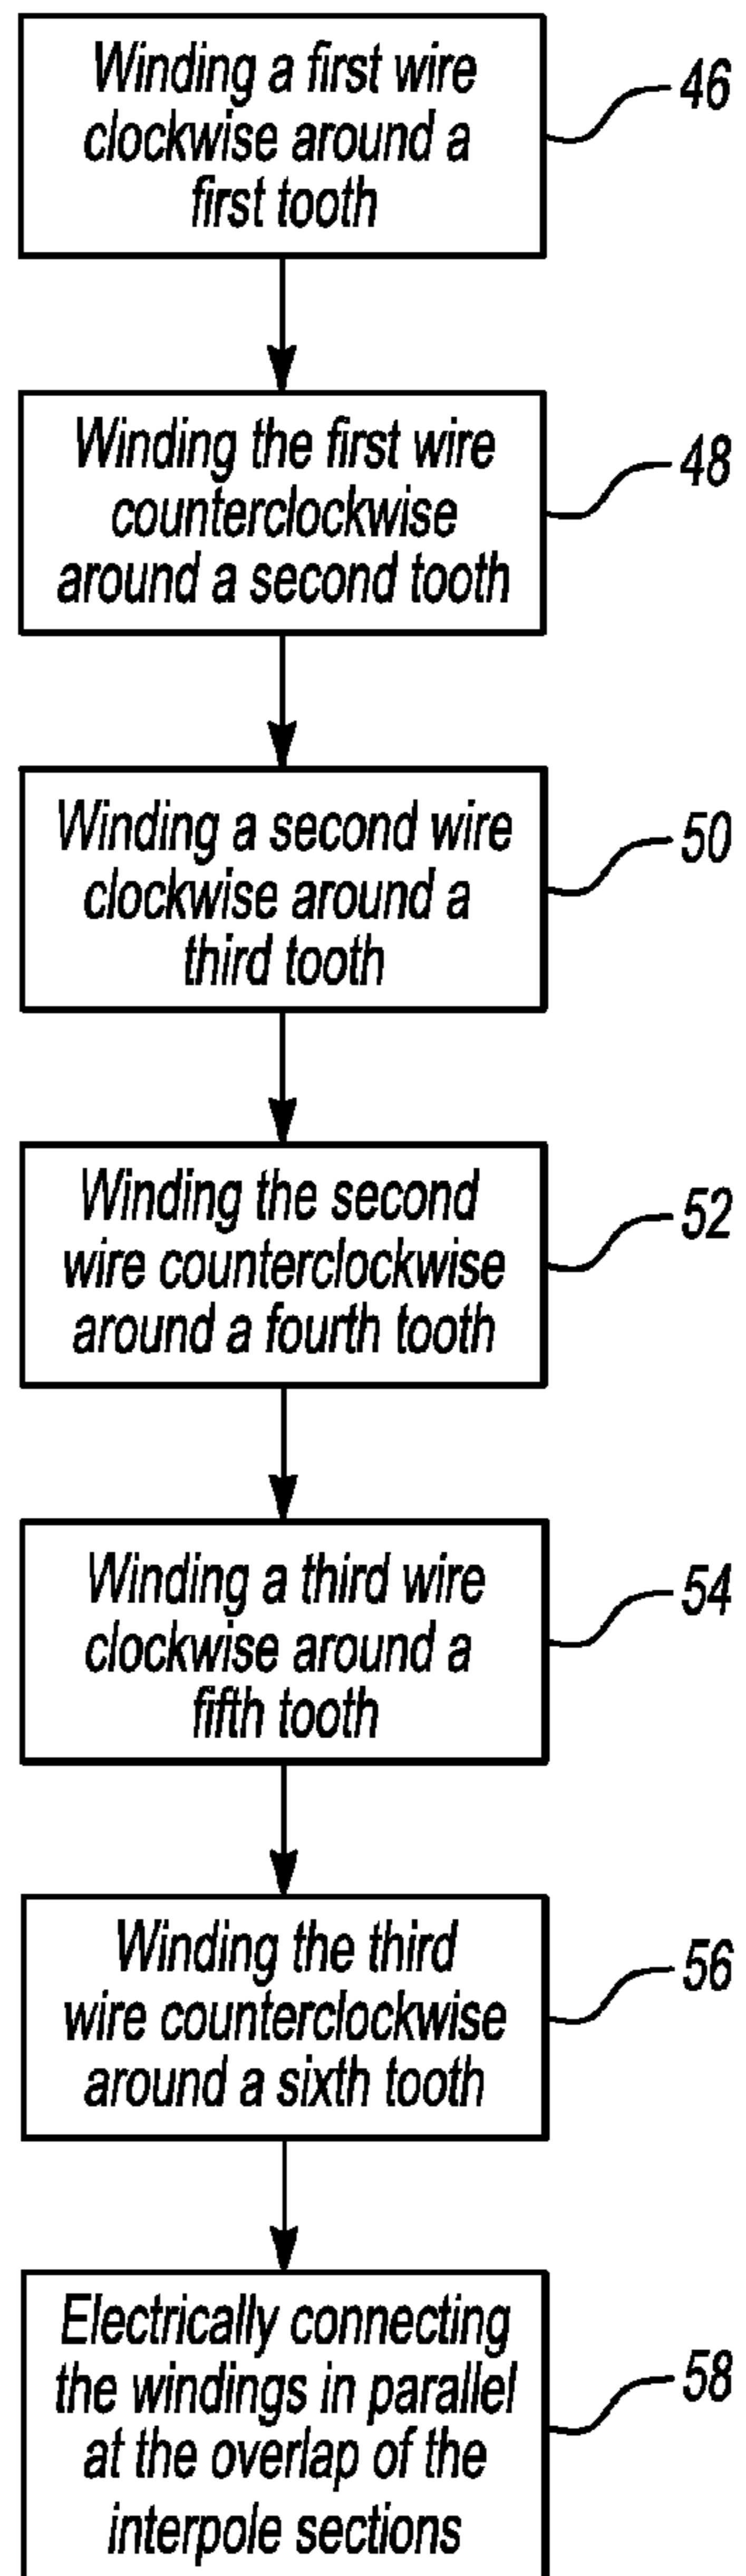 Winding a first wire
clockwise around a
first tooth
46
Winding the first wire
counterclockwise
around a second tooth
48
Winding a second wire
clockwise around a
third tooth
50
Winding the second
wire counterclockwise
around a fourth tooth
52
Winding a third wire
clockwise around a
fifth tooth
54
Winding the third
wire counterclockwise
around a sixth tooth
56
Electrically connecting
the windings in parallel
at the overlap of the
interpole sections
58